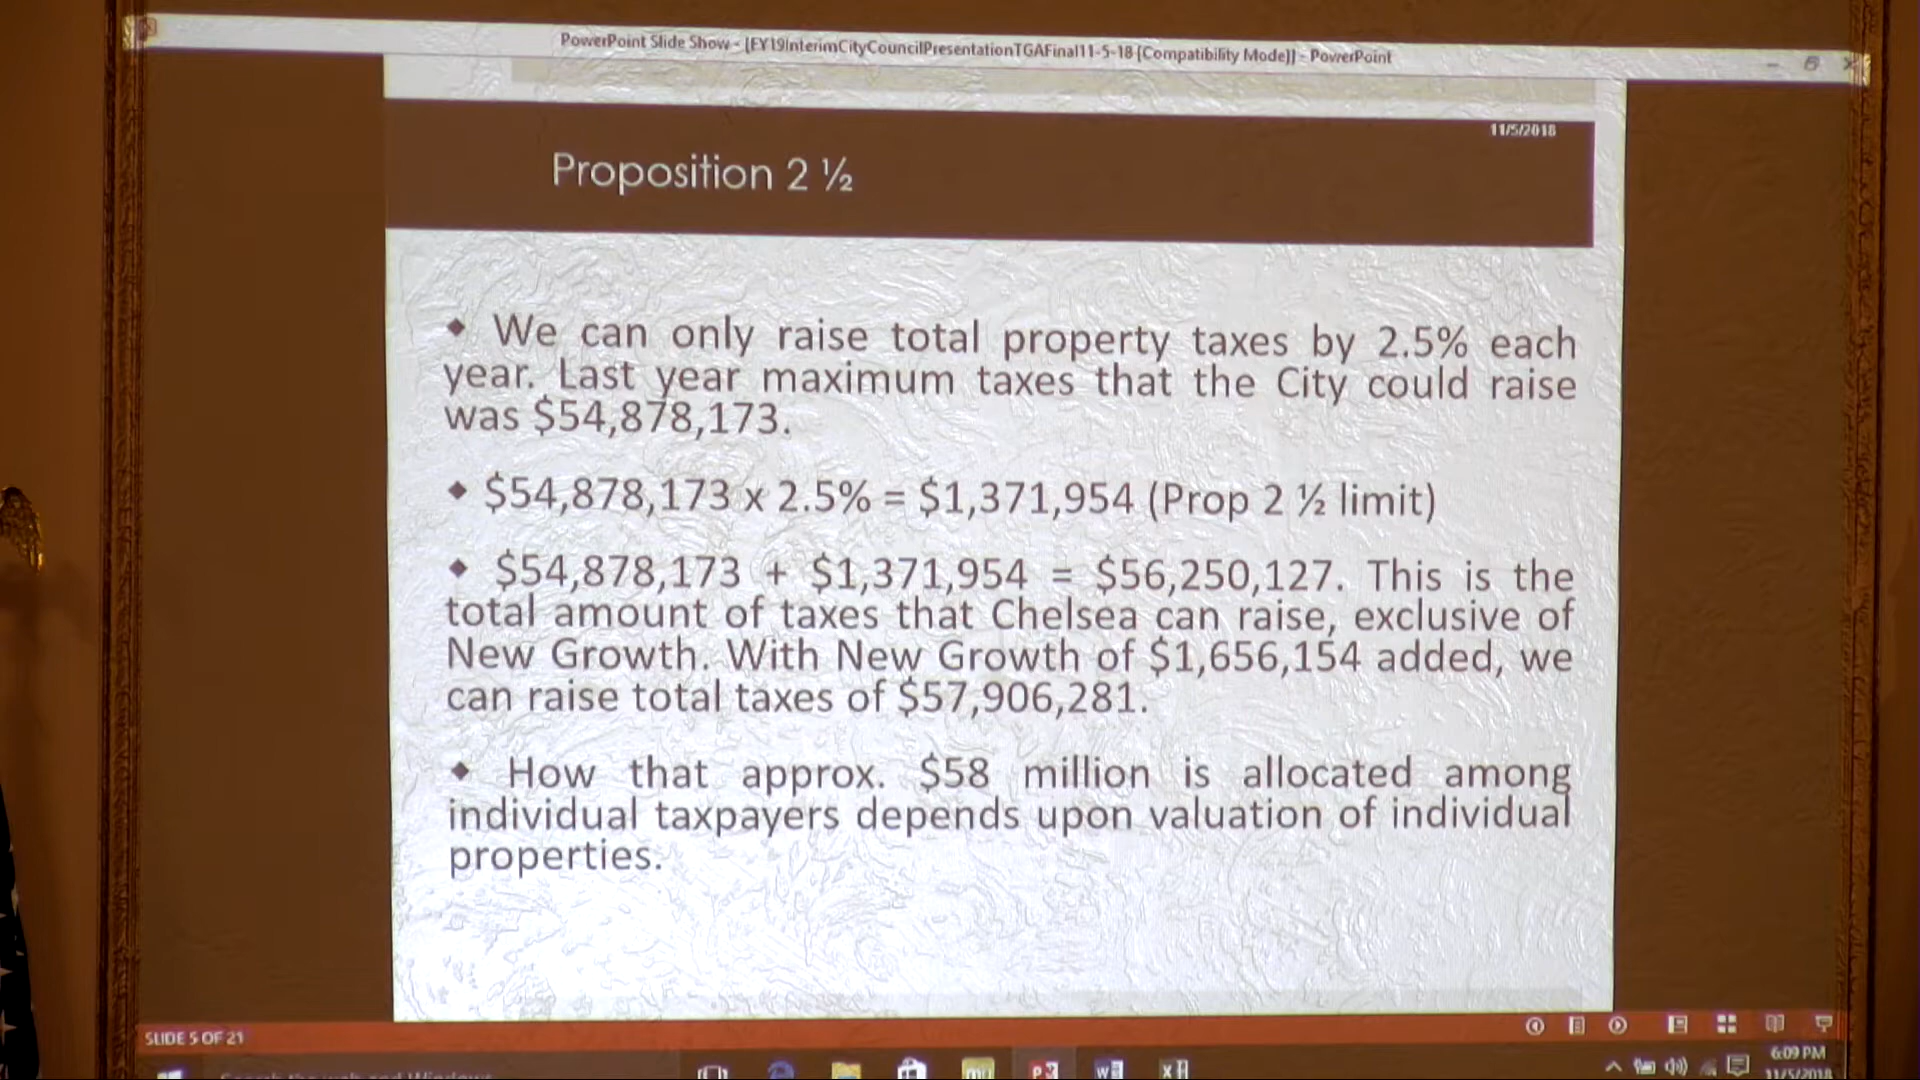 PowerPoint Slide Show - [FY19InterimCityCouncilPresentationTGAFinal11-5-18 [Compatibility Mode]] - PowerPoint
11/5/2018
Proposition 2 ½
◆ We can only raise total property taxes by 2.5% each
year. Last year maximum taxes that the City could raise
was $54,878,173.
◆ $54,878,173 x 2.5% = $1,371,954 (Prop 2 ½ limit)
◆ $54,878,173 + $1,371,954 = $56,250,127. This is the
total amount of taxes that Chelsea can raise, exclusive of
New Growth. With New Growth of $1,656,154 added, we
can raise total taxes of $57,906,281.
◆ How that approx. $58 million is allocated among
individual taxpayers depends upon valuation of individual
properties.
SLIDE 5 OF 21
6:09 PM
11/5/2018